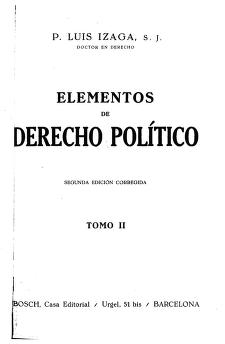 P. LUIS IZAGA, S. J.
DOCTOR EN DERECHO
ELEMENTOS
DE
DERECHO POLÍTICO
SEGUNDA EDICIÓN CORREGIDA
TOMO II
BOSCH, Casa Editorial / Urgel, 51 bis / BARCELONA